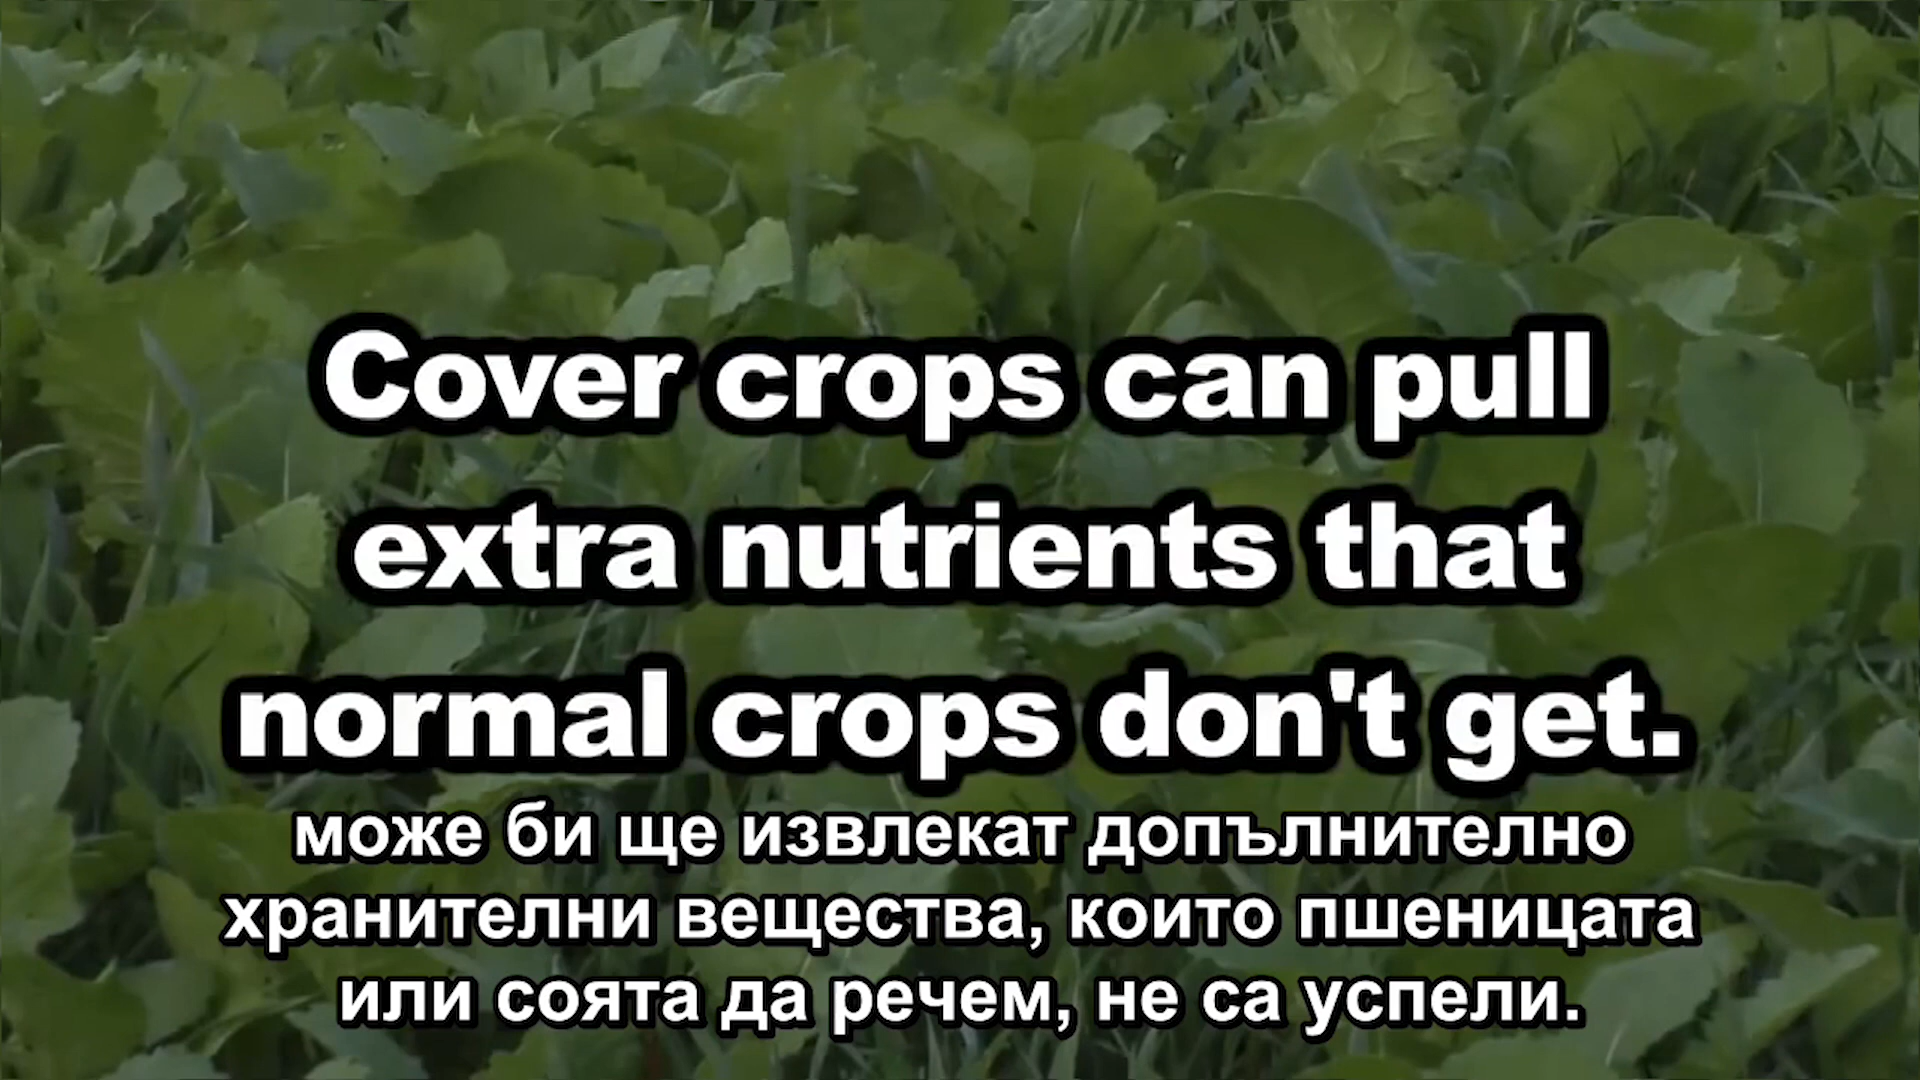 Cover crops can pull
extra nutrients that
normal crops don't get.
може би ще извлекат допълнително
хранителни вещества, които пшеницата
или соята да речем, не са успели.